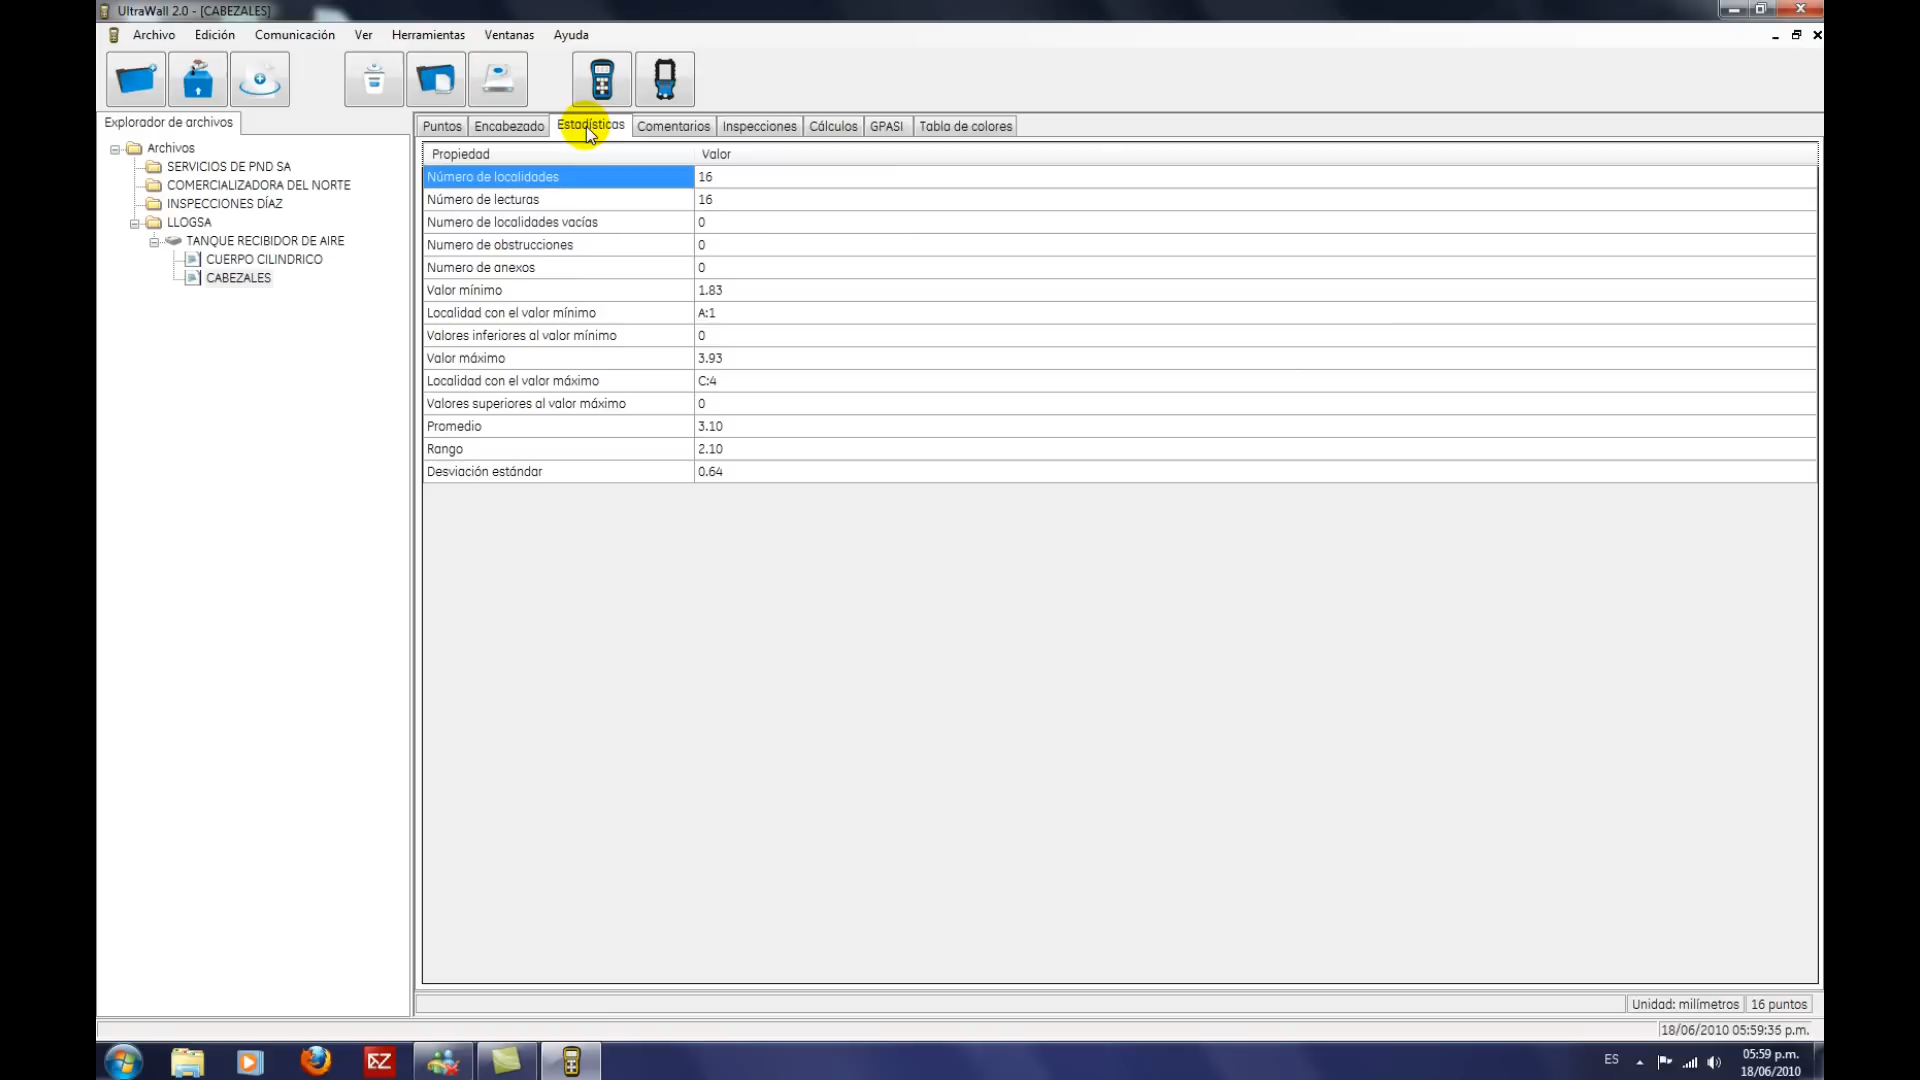 UltraWall 2.0 - [CABEZALES]
Archivo Edición Comunicación Ver Herramientas Ventanas Ayuda
Explorador de archivos
Archivos
SERVICIOS DE PND SA
COMERCIALIZADORA DEL NORTE
INSPECCIONES DÍAZ
LLOGSA
TANQUE RECIBIDOR DE AIRE
CUERPO CILINDRICO
CABEZALES
Puntos Encabezado Estadísticas Comentarios Inspecciones Cálculos GPASI Tabla de colores
Propiedad Valor
Número de localidades 16
Número de lecturas 16
Numero de localidades vacías 0
Numero de obstrucciones 0
Numero de anexos 0
Valor mínimo 1.83
Localidad con el valor mínimo A:1
Valores inferiores al valor mínimo 0
Valor máximo 3.93
Localidad con el valor máximo C:4
Valores superiores al valor máximo 0
Promedio 3.10
Rango 2.10
Desviación estándar 0.64
Unidad: milímetros 16 puntos
18/06/2010 05:59:35 p.m.
ES 05:59 p.m.
18/06/2010